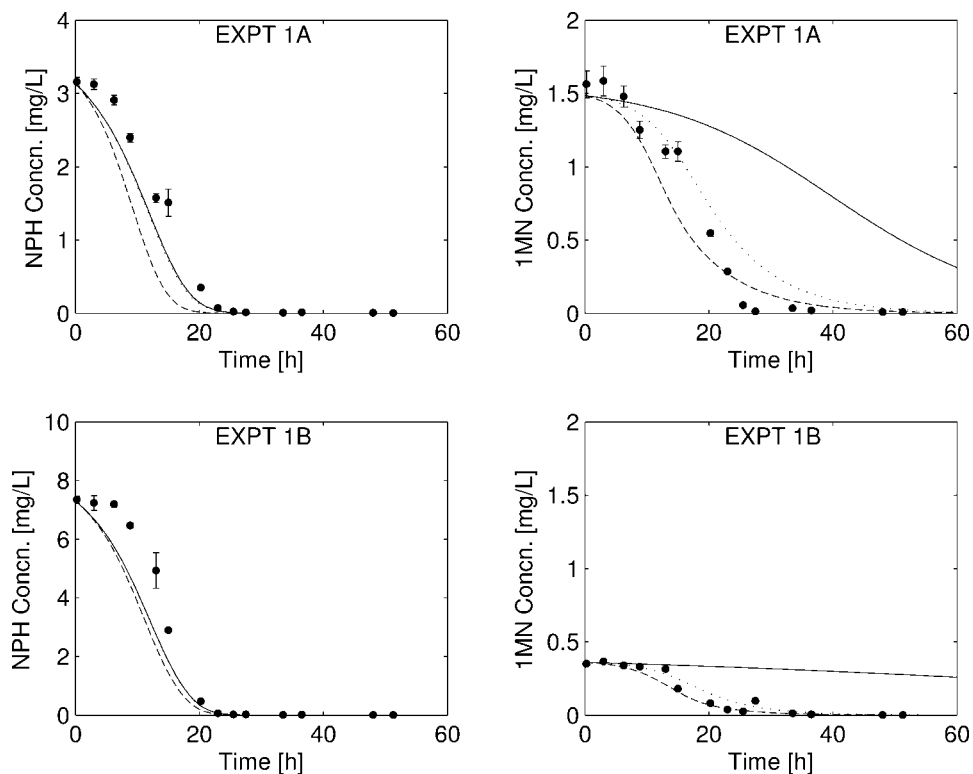 EXPT 1A
NPH Concn. [mg/L]
4
3
2
1
0
0 20 40 60
Time [h]
EXPT 1A
1MN Concn. [mg/L]
2
1.5
1
0.5
0
0 20 40 60
Time [h]
EXPT 1B
NPH Concn. [mg/L]
10
8
6
4
2
0
0 20 40 60
Time [h]
EXPT 1B
1MN Concn. [mg/L]
2
1.5
1
0.5
0
0 20 40 60
Time [h]